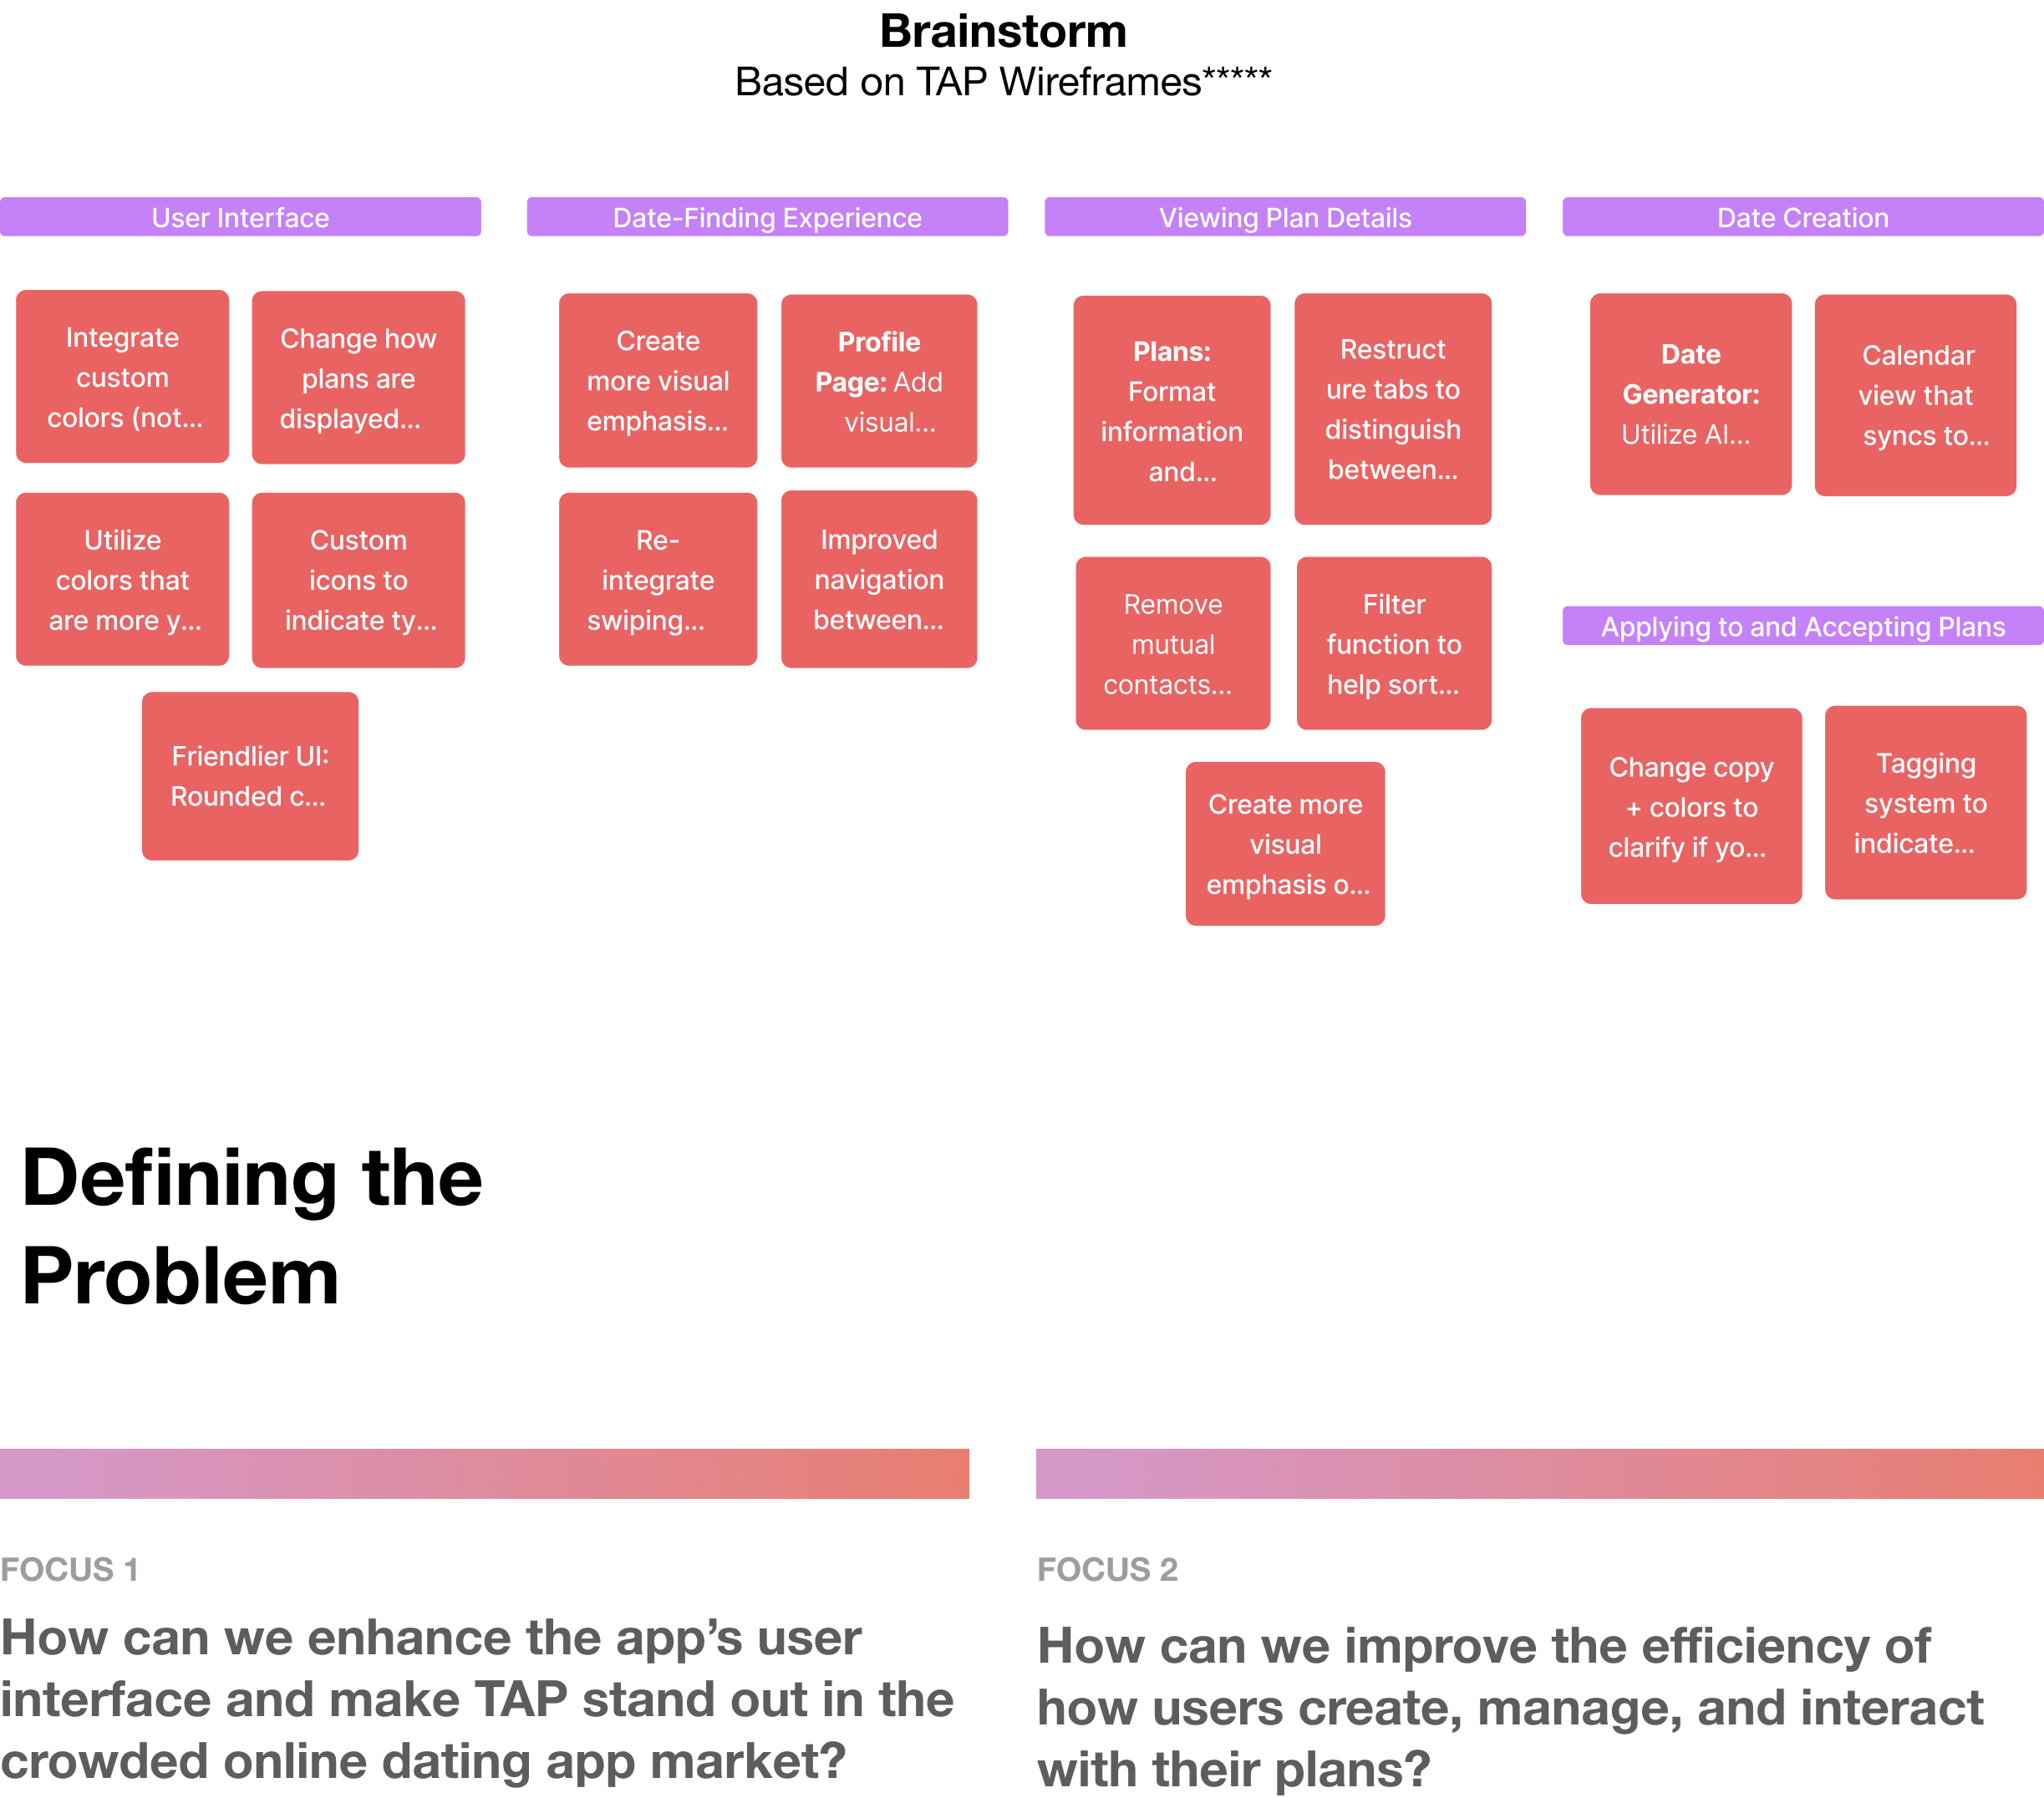 Brainstorm
Based on TAP Wireframes*****
User Interface
Date-Finding Experience
Viewing Plan Details
Date Creation
Integrate
custom
colors (not...
Change how
plans are
displayed...
Utilize
colors that
are more y...
Custom
icons to
indicate ty...
Friendlier UI:
Rounded c...
Create
more visual
emphasis...
Profile
Page: Add
visual...
Re-
integrate
swiping...
Improved
navigation
between...
Plans:
Format
information
and...
Restruct
ure tabs to
distinguish
between...
Remove
mutual
contacts...
Filter
function to
help sort...
Create more
visual
emphasis o...
Date
Generator:
Utilize AI...
Calendar
view that
syncs to...
Applying to and Accepting Plans
Change copy
+ colors to
clarify if yo...
Tagging
system to
indicate...
Defining the
Problem
FOCUS 1
How can we enhance the app’s user
interface and make TAP stand out in the
crowded online dating app market?
FOCUS 2
How can we improve the efficiency of
how users create, manage, and interact
with their plans?